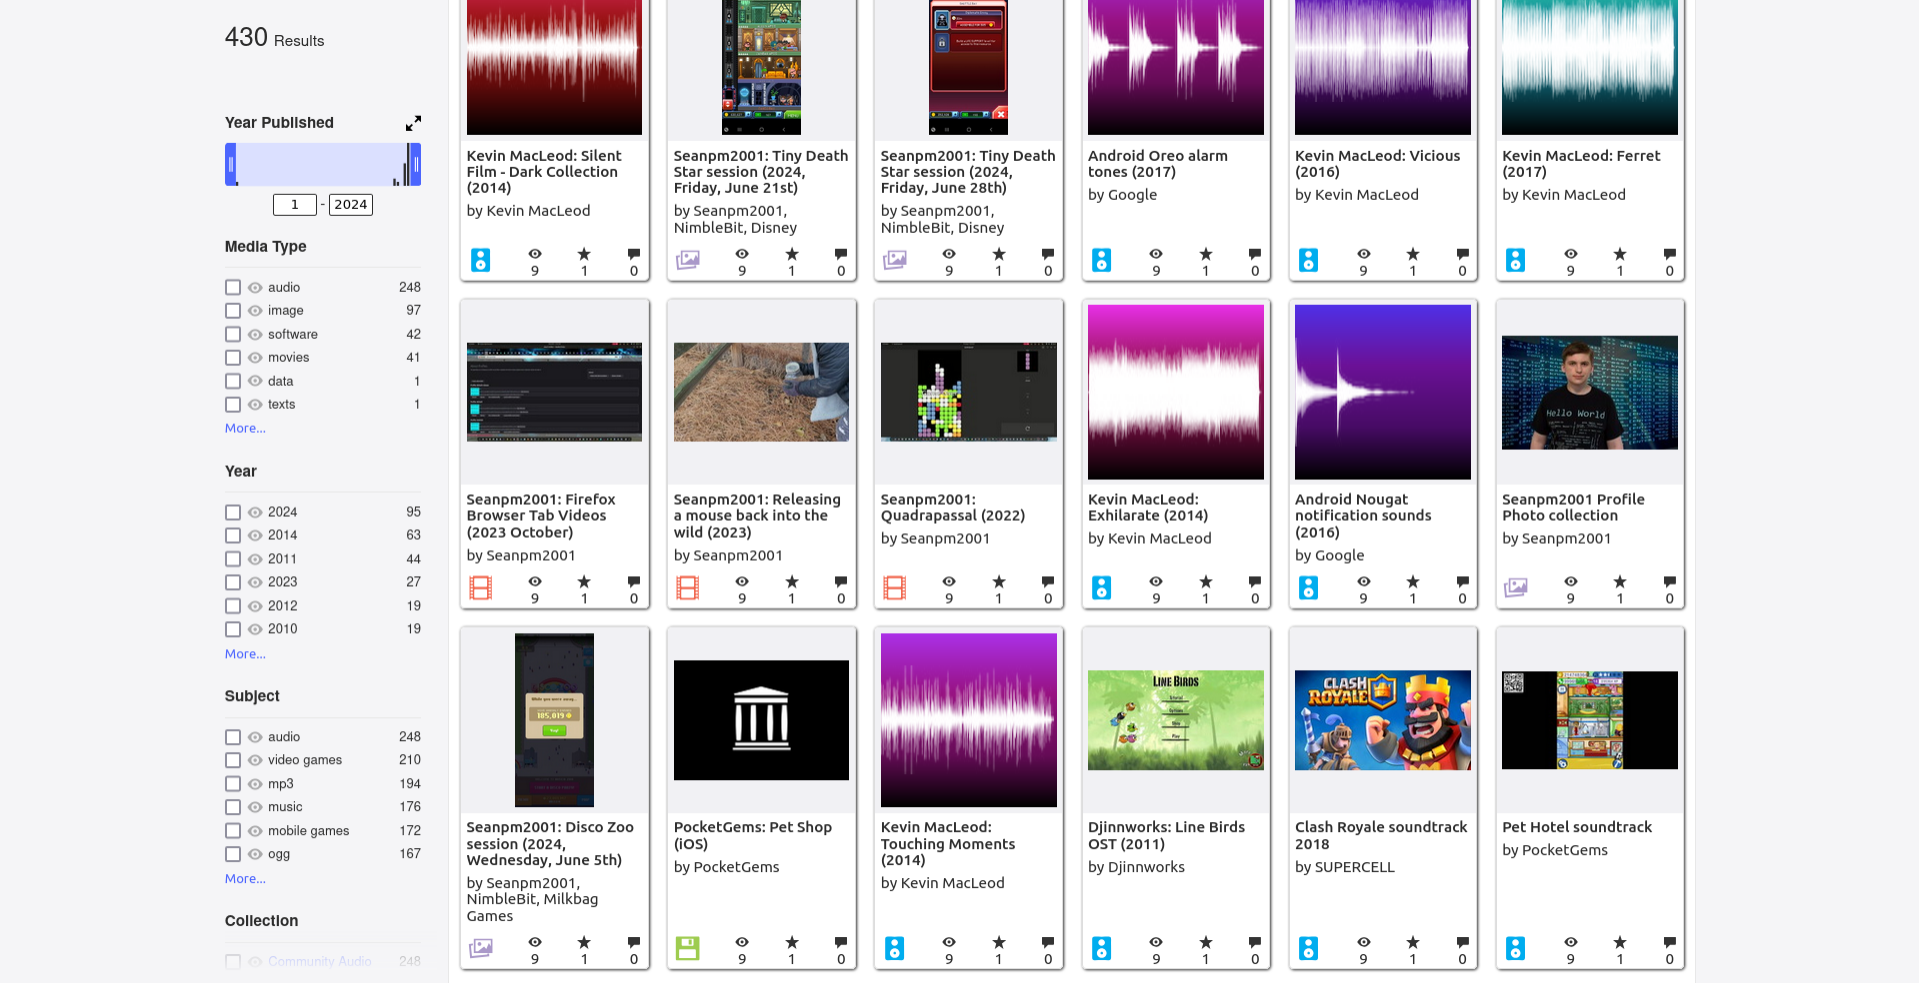 430 Results
Year Published
1 - 2024
Media Type
audio 248
image 97
software 42
movies 41
data 1
texts 1
More...
Year
2024 95
2014 63
2011 44
2023 27
2012 19
2010 19
More...
Subject
audio 248
video games 210
mp3 194
music 176
mobile games 172
ogg 167
More...
Collection
Community Audio 248
Kevin MacLeod: Silent
Film - Dark Collection
(2014)
by Kevin MacLeod
9 1 0
Seanpm2001: Tiny Death
Star session (2024,
Friday, June 21st)
by Seanpm2001,
NimbleBit, Disney
9 1 0
Seanpm2001: Tiny Death
Star session (2024,
Friday, June 28th)
by Seanpm2001,
NimbleBit, Disney
9 1 0
Android Oreo alarm
tones (2017)
by Google
9 1 0
Kevin MacLeod: Vicious
(2016)
by Kevin MacLeod
9 1 0
Kevin MacLeod: Ferret
(2017)
by Kevin MacLeod
9 1 0
Seanpm2001: Firefox
Browser Tab Videos
(2023 October)
by Seanpm2001
9 1 0
Seanpm2001: Releasing
a mouse back into the
wild (2023)
by Seanpm2001
9 1 0
Seanpm2001:
Quadrapassal (2022)
by Seanpm2001
9 1 0
Kevin MacLeod:
Exhilarate (2014)
by Kevin MacLeod
9 1 0
Android Nougat
notification sounds
(2016)
by Google
9 1 0
Hello World
Seanpm2001 Profile
Photo collection
by Seanpm2001
9 1 0
While you were away...
185,019
Seanpm2001: Disco Zoo
session (2024,
Wednesday, June 5th)
by Seanpm2001,
NimbleBit, Milkbag
Games
9 1 0
PocketGems: Pet Shop
(iOS)
by PocketGems
9 1 0
Kevin MacLeod:
Touching Moments
(2014)
by Kevin MacLeod
9 1 0
LINE BIRDS
Djinnworks: Line Birds
OST (2011)
by Djinnworks
9 1 0
CLASH
ROYALE
Clash Royale soundtrack
2018
by SUPERCELL
9 1 0
Pet Hotel soundtrack
by PocketGems
9 1 0